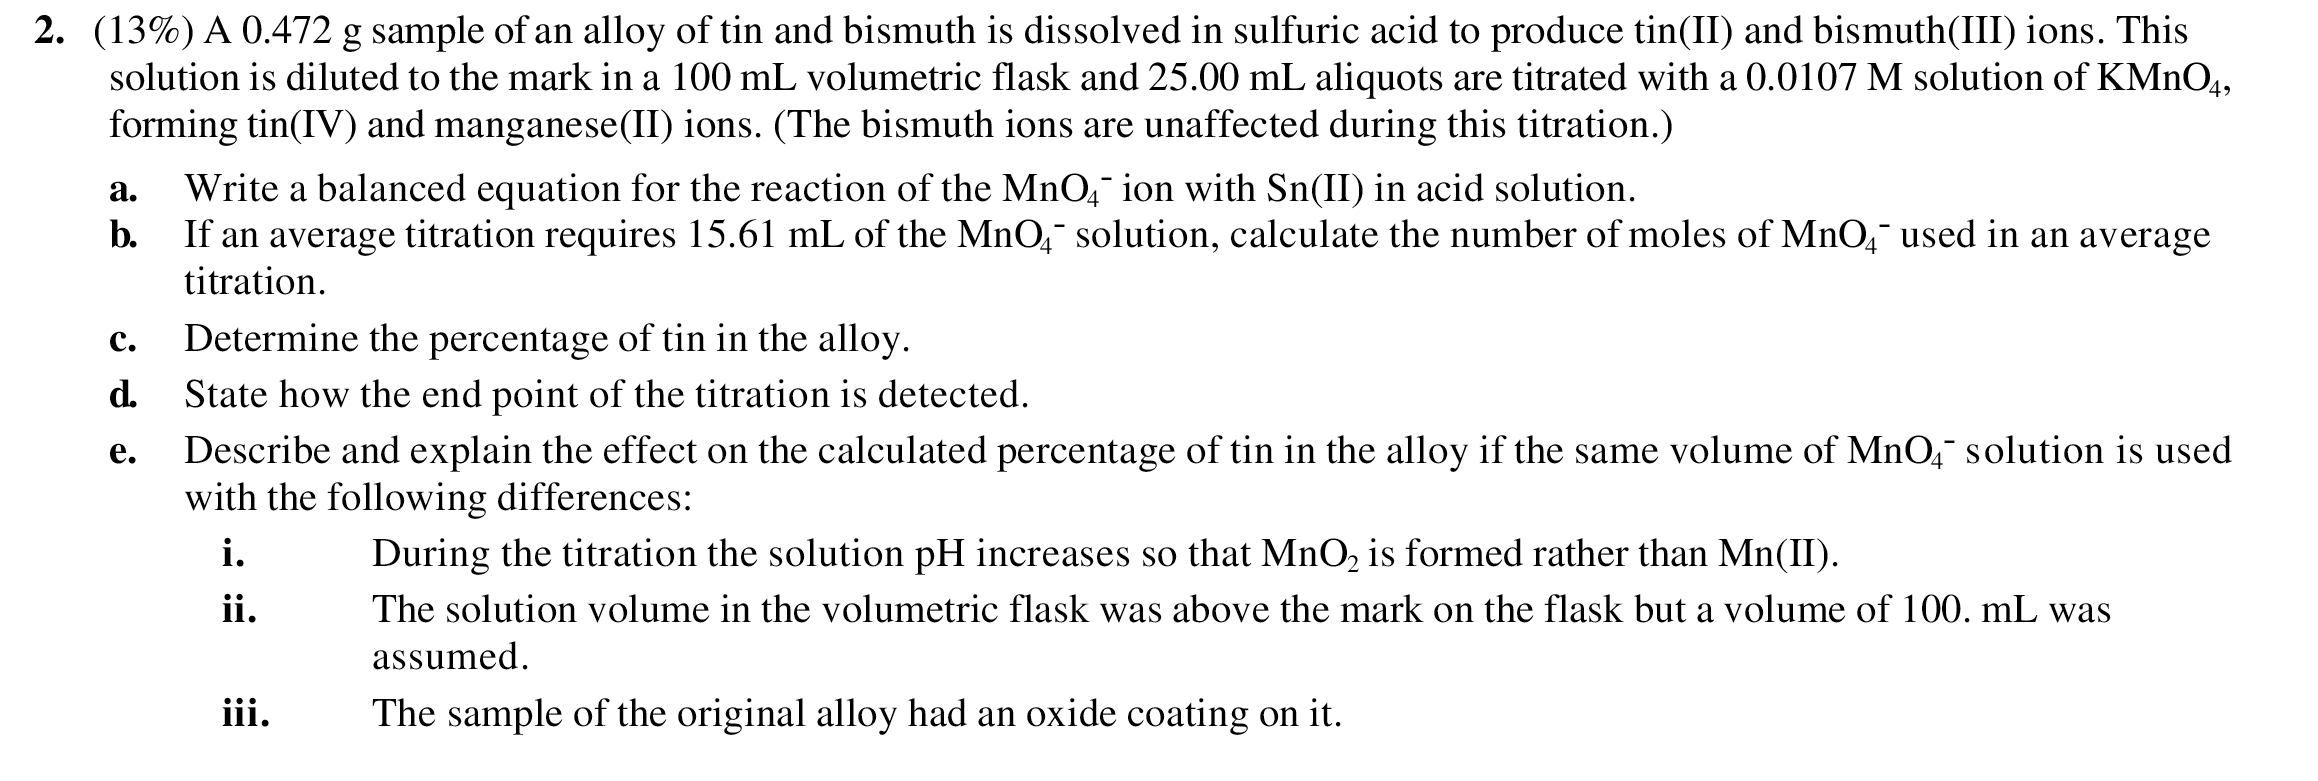 2. (13%) A 0.472 g sample of an alloy of tin and bismuth is dissolved in sulfuric acid to produce tin(II) and bismuth(III) ions. This
solution is diluted to the mark in a 100 mL volumetric flask and 25.00 mL aliquots are titrated with a 0.0107 M solution of KMnO₄,
forming tin(IV) and manganese(II) ions. (The bismuth ions are unaffected during this titration.)
a. Write a balanced equation for the reaction of the MnO₄⁻ ion with Sn(II) in acid solution.
b. If an average titration requires 15.61 mL of the MnO₄⁻ solution, calculate the number of moles of MnO₄⁻ used in an average
titration.
c. Determine the percentage of tin in the alloy.
d. State how the end point of the titration is detected.
e. Describe and explain the effect on the calculated percentage of tin in the alloy if the same volume of MnO₄⁻ solution is used
with the following differences:
i. During the titration the solution pH increases so that MnO₂ is formed rather than Mn(II).
ii. The solution volume in the volumetric flask was above the mark on the flask but a volume of 100. mL was
assumed.
iii. The sample of the original alloy had an oxide coating on it.